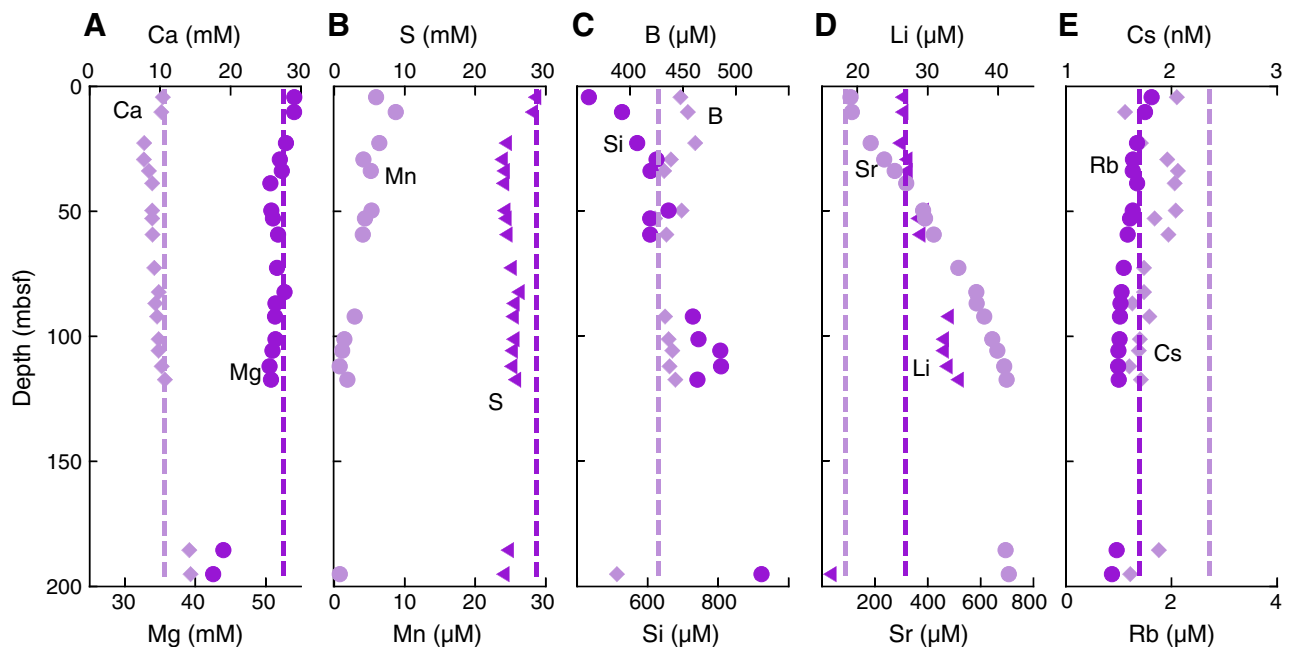 A Ca (mM) B S (mM) C B (µM) D Li (µM) E Cs (nM)
0 10 20 30 0 10 20 30 400 450 500 20 30 40 1 2 3
0
Ca
Si B
Mn
Sr
Rb
50
Depth (mbsf)
100
Mg
S
Li
Cs
150
200
30 40 50 0 10 20 30 600 800 200 400 600 800 0 1 2 3 4
Mg (mM) Mn (µM) Si (µM) Sr (µM) Rb (µM)